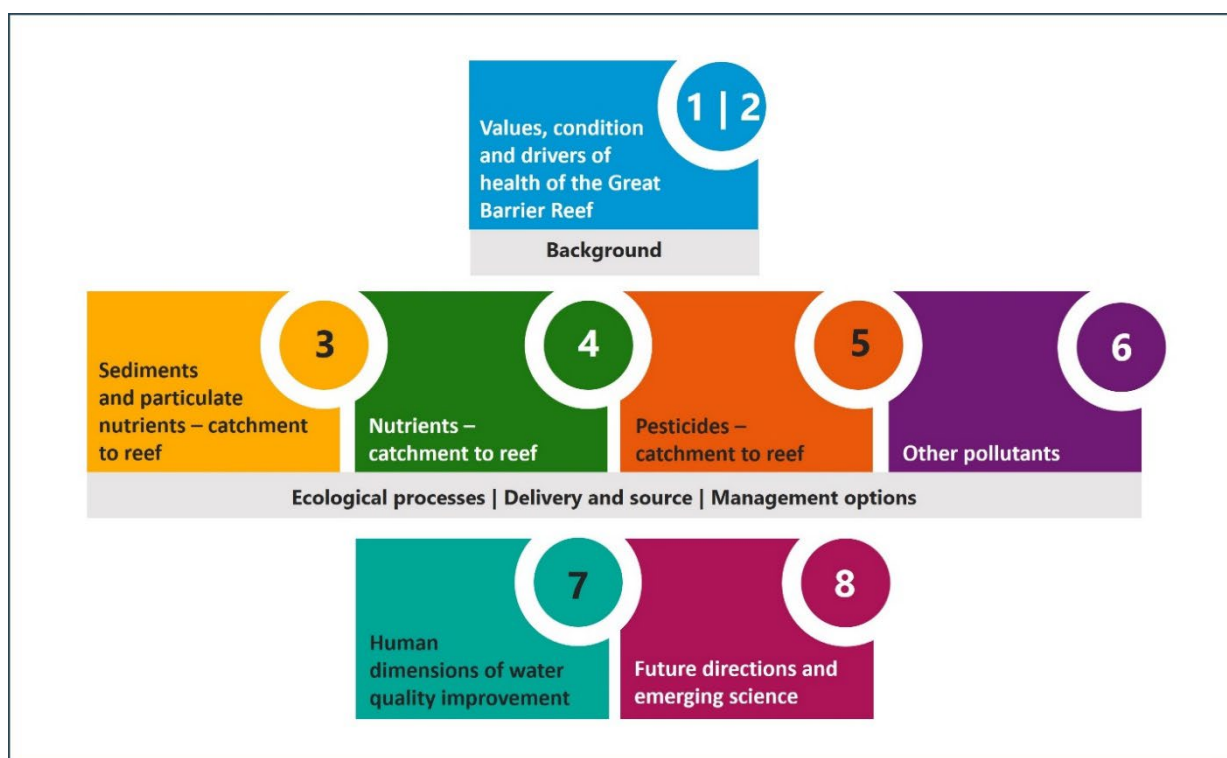 1 | 2
Values, condition
and drivers of
health of the Great
Barrier Reef
Background
3
Sediments
and particulate
nutrients – catchment
to reef
4
Nutrients –
catchment to reef
5
Pesticides –
catchment to reef
6
Other pollutants
Ecological processes | Delivery and source | Management options
7
Human
dimensions of water
quality improvement
8
Future directions and
emerging science